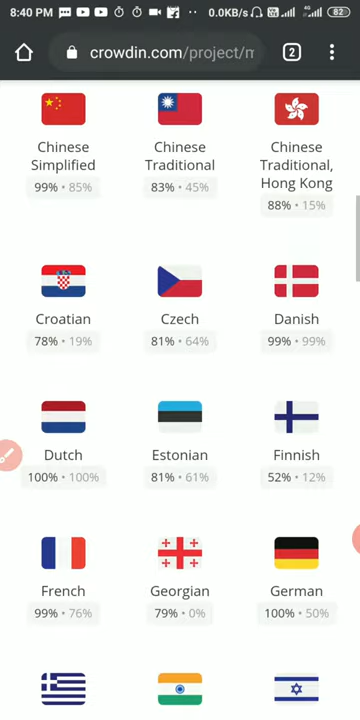 8:40 PM
0.0KB/s
4G
82
crowdin.com/project/m
2
Chinese Simplified
Chinese Traditional
Chinese Traditional, Hong Kong
99% • 85%
83% • 45%
88% • 15%
Croatian
Czech
Danish
78% • 19%
81% • 64%
99% • 99%
Dutch
Estonian
Finnish
100% • 100%
81% • 61%
52% • 12%
French
Georgian
German
99% • 76%
79% • 0%
100% • 50%